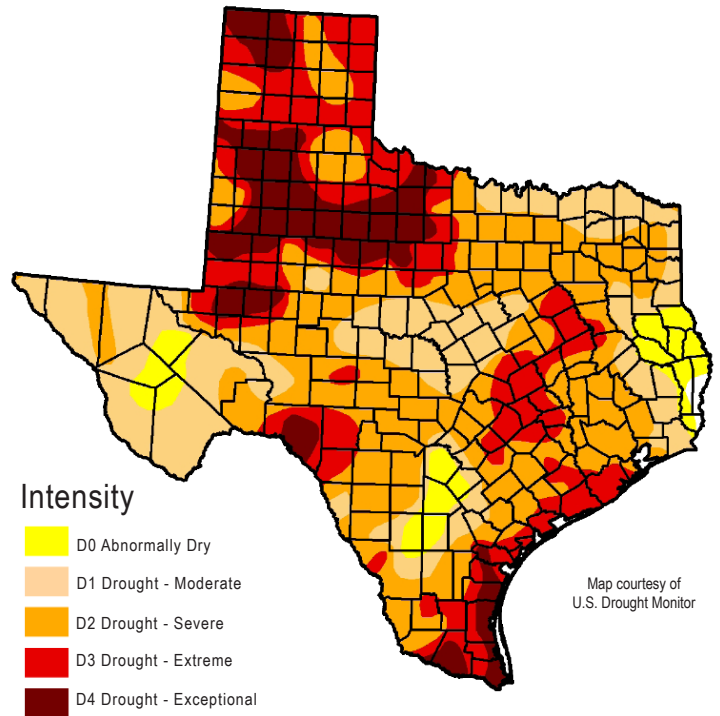 Intensity
D0 Abnormally Dry
D1 Drought - Moderate
D2 Drought - Severe
D3 Drought - Extreme
D4 Drought - Exceptional
Map courtesy of
U.S. Drought Monitor